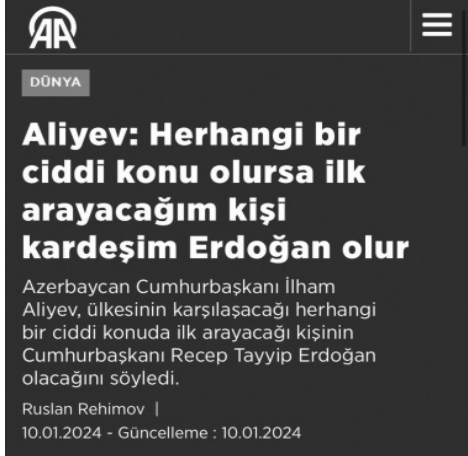 AA
DÜNYA
Aliyev: Herhangi bir
ciddi konu olursa ilk
arayacağım kişi
kardeşim Erdoğan olur
Azerbaycan Cumhurbaşkanı İlham
Aliyev, ülkesinin karşılaşacağı herhangi
bir ciddi konuda ilk arayacağı kişinin
Cumhurbaşkanı Recep Tayyip Erdoğan
olacağını söyledi.
Ruslan Rehimov |
10.01.2024 - Güncelleme : 10.01.2024